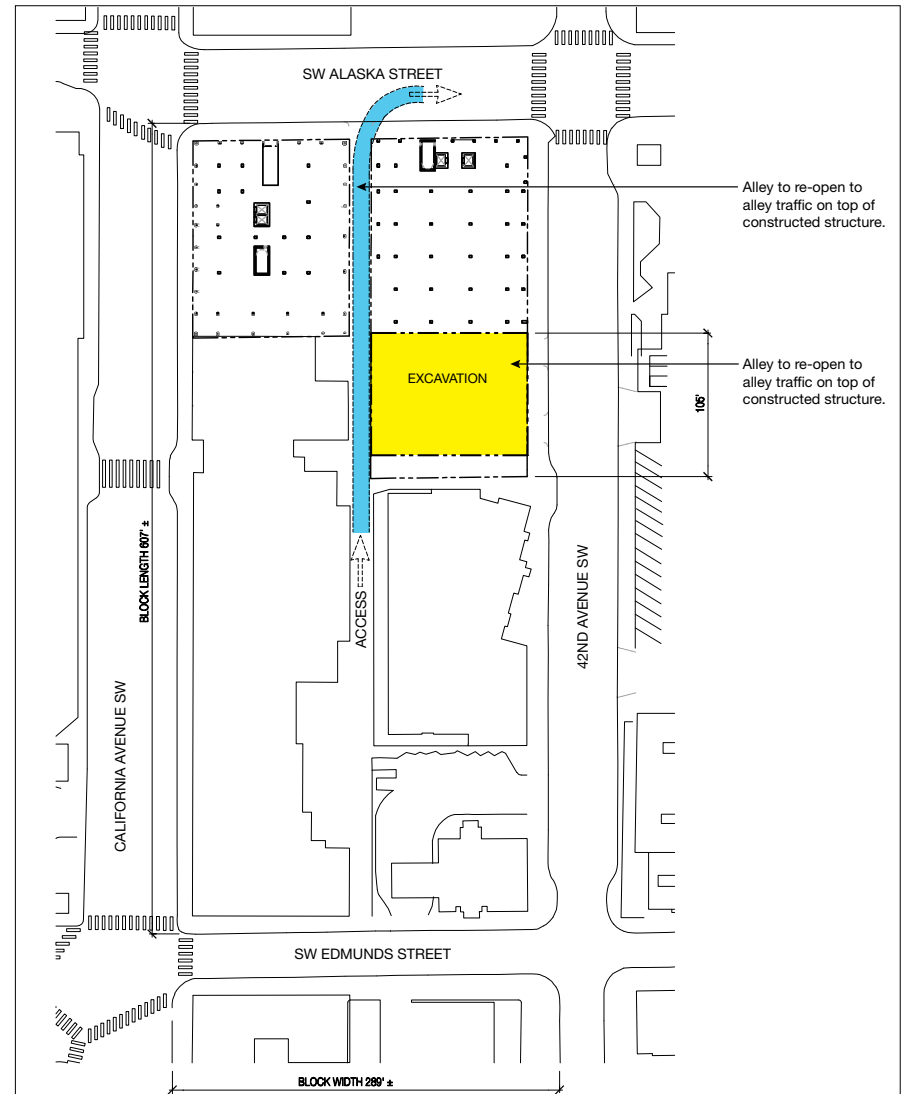 SW ALASKA STREET
Alley to re-open to
alley traffic on top of
constructed structure.
EXCAVATION
Alley to re-open to
alley traffic on top of
constructed structure.
105'
BLOCK LENGTH 607' ±
ACCESS
42ND AVENUE SW
CALIFORNIA AVENUE SW
SW EDMUNDS STREET
BLOCK WIDTH 289' ±